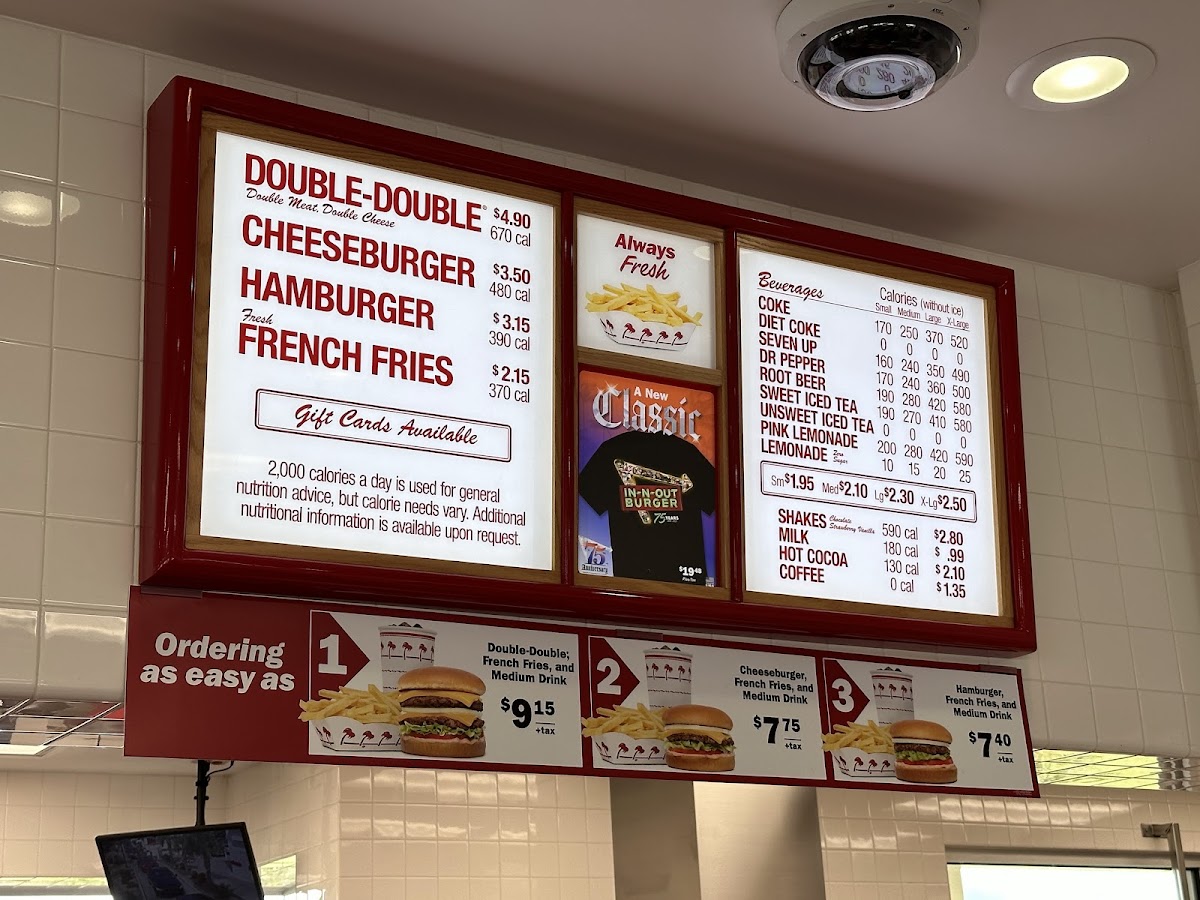 DOUBLE-DOUBLE® $4.90
Double Meat, Double Cheese 670 cal
CHEESEBURGER $3.50
480 cal
HAMBURGER $3.15
390 cal
Fresh
FRENCH FRIES $2.15
370 cal
Gift Cards Available
2,000 calories a day is used for general
nutrition advice, but calorie needs vary. Additional
nutritional information is available upon request.
Always
Fresh
A New
Classic
IN-N-OUT
BURGER
75 YEARS
75th
Anniversary
$19.48
Plus Tax
Beverages Calories (without ice)
Small Medium Large X-Large
COKE 170 250 370 520
DIET COKE 0 0 0 0
SEVEN UP 160 240 350 490
DR PEPPER 170 240 360 500
ROOT BEER 190 280 420 580
SWEET ICED TEA 190 270 410 580
UNSWEET ICED TEA 0 0 0 0
PINK LEMONADE 200 280 420 590
LEMONADE Zero Sugar 10 15 20 25
Sm$1.95 Med$2.10 Lg$2.30 X-Lg$2.50
SHAKES Chocolate Strawberry Vanilla 590 cal $2.80
MILK 180 cal $.99
HOT COCOA 130 cal $2.10
COFFEE 0 cal $1.35
Ordering
as easy as
1
Double-Double,
French Fries, and
Medium Drink
$9.15
+tax
2
Cheeseburger,
French Fries, and
Medium Drink
$7.75
+tax
3
Hamburger,
French Fries, and
Medium Drink
$7.40
+tax